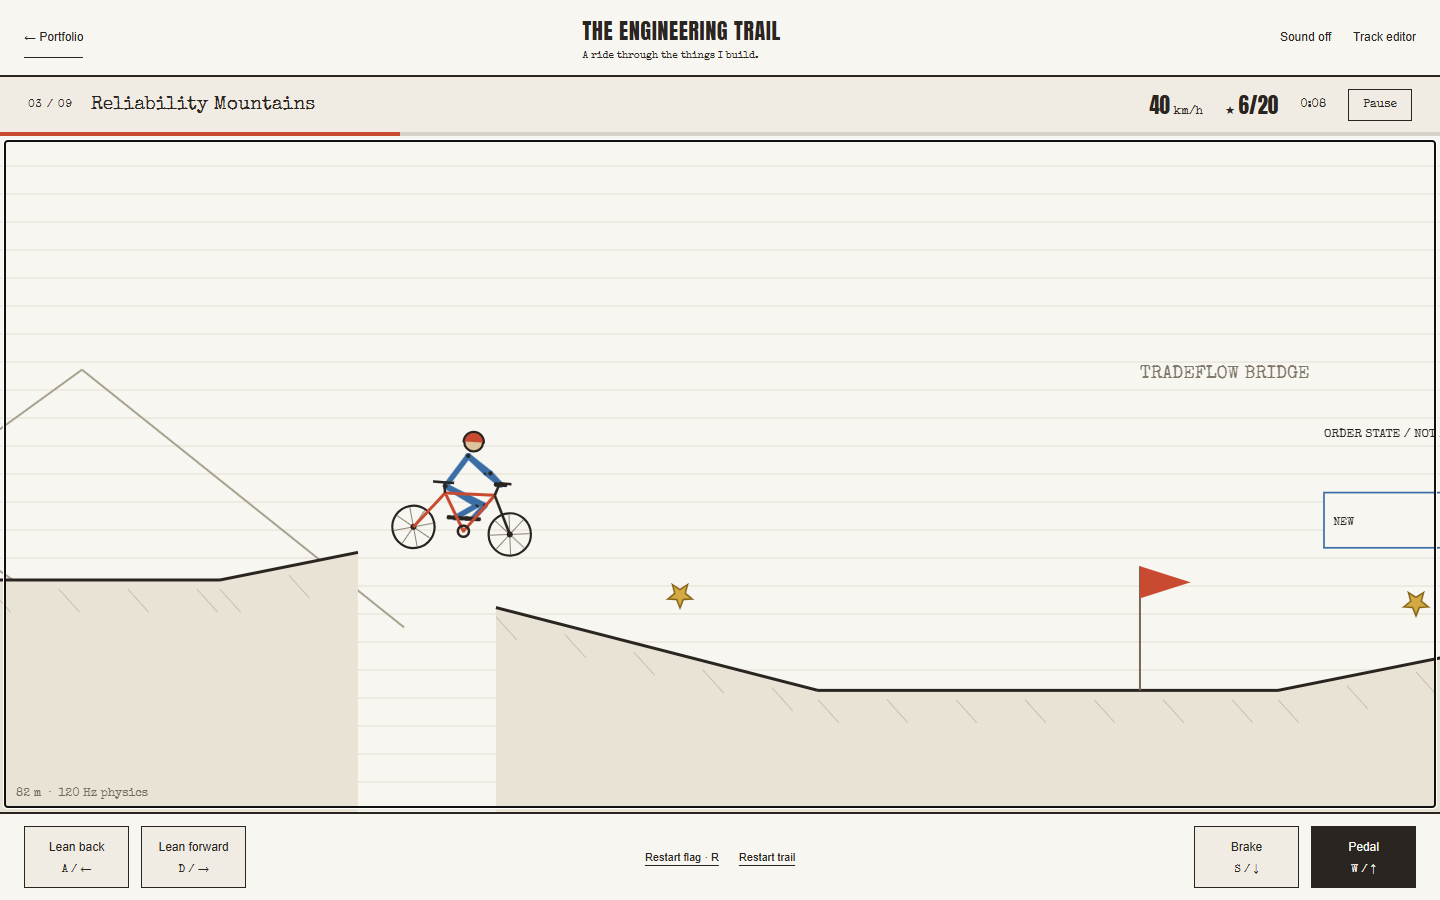 ← Portfolio
THE ENGINEERING TRAIL
A ride through the things I build.
Sound off
Track editor
03 / 09
Reliability Mountains
40 km/h
★ 6/20
0:08
Pause
TRADEFLOW BRIDGE
ORDER STATE / NOT
NEW
82 m · 120 Hz physics
Lean back
A / ←
Lean forward
D / →
Restart flag · R
Restart trail
Brake
S / ↓
Pedal
W / ↑